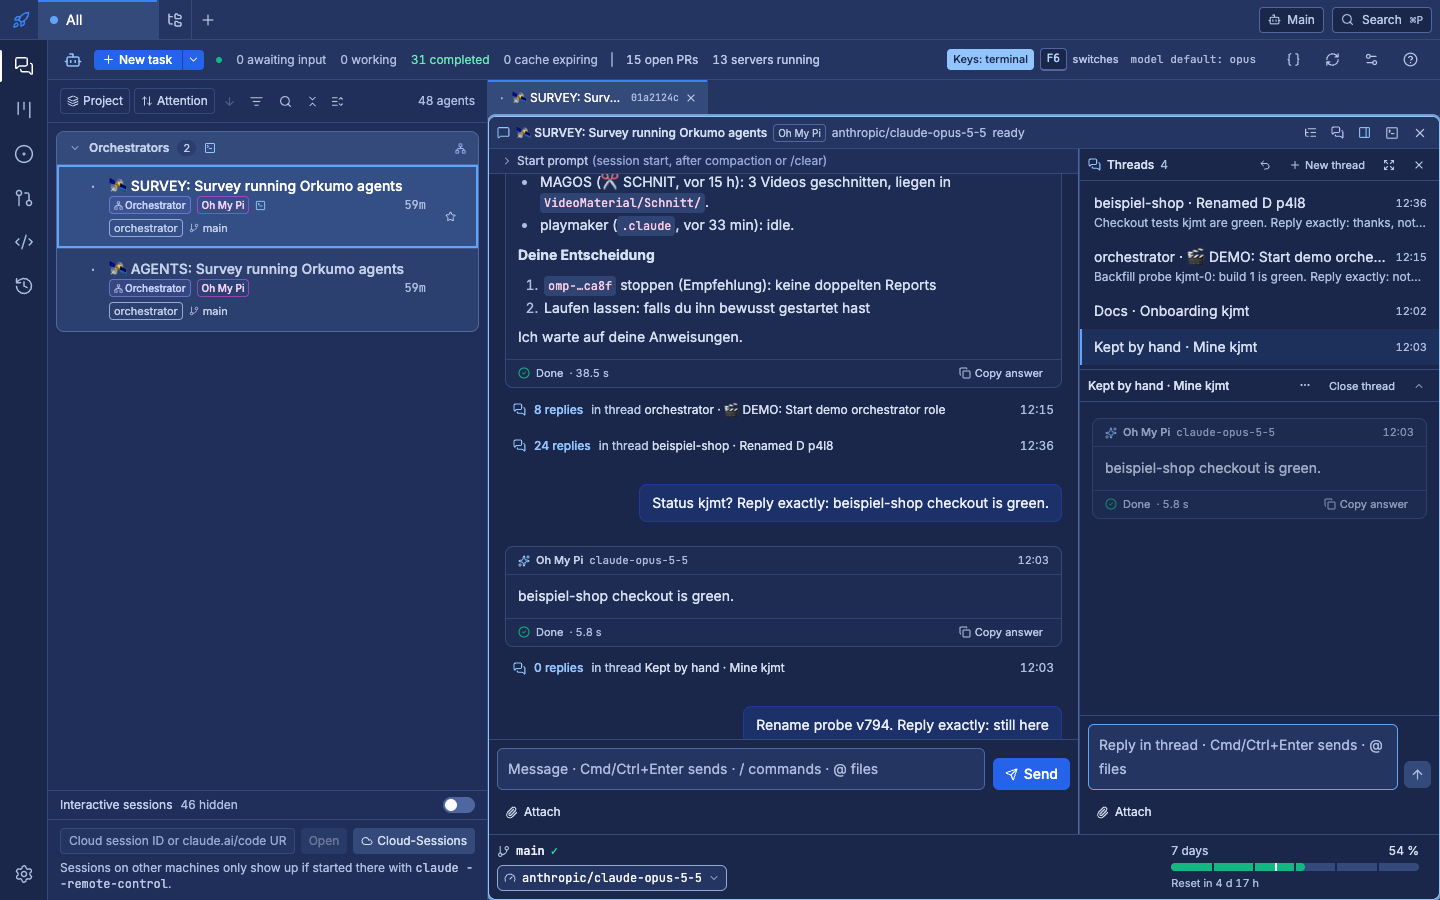 All
Main
Search ⌘P
+ New task
0 awaiting input 0 working 31 completed 0 cache expiring | 15 open PRs 13 servers running
Keys: terminal F6 switches model default: opus
Project Attention 48 agents
Orchestrators 2
SURVEY: Survey running Orkumo agents
Orchestrator Oh My Pi 59m
orchestrator main
AGENTS: Survey running Orkumo agents
Orchestrator Oh My Pi 59m
orchestrator main
Interactive sessions 46 hidden
Cloud session ID or claude.ai/code UR Open Cloud-Sessions
Sessions on other machines only show up if started there with claude -
-remote-control.
SURVEY: Surv... 01a2124c
SURVEY: Survey running Orkumo agents Oh My Pi anthropic/claude-opus-5-5 ready
Start prompt (session start, after compaction or /clear)
• MAGOS (✂️ SCHNIT, vor 15 h): 3 Videos geschnitten, liegen in
VideoMaterial/Schnitt/.
• playmaker (.claude, vor 33 min): idle.
Deine Entscheidung
1. omp-…ca8f stoppen (Empfehlung): keine doppelten Reports
2. Laufen lassen: falls du ihn bewusst gestartet hast
Ich warte auf deine Anweisungen.
Done · 38.5 s Copy answer
8 replies in thread orchestrator · 🎬 DEMO: Start demo orchestrator role 12:15
24 replies in thread beispiel-shop · Renamed D p4l8 12:36
Status kjmt? Reply exactly: beispiel-shop checkout is green.
Oh My Pi claude-opus-5-5 12:03
beispiel-shop checkout is green.
Done · 5.8 s Copy answer
0 replies in thread Kept by hand · Mine kjmt 12:03
Rename probe v794. Reply exactly: still here
Message · Cmd/Ctrl+Enter sends · / commands · @ files
Send
Attach
main ✓
anthropic/claude-opus-5-5
Threads 4 + New thread
beispiel-shop · Renamed D p4l8 12:36
Checkout tests kjmt are green. Reply exactly: thanks, not...
orchestrator · 🎬 DEMO: Start demo orche... 12:15
Backfill probe kjmt-0: build 1 is green. Reply exactly: not...
Docs · Onboarding kjmt 12:02
Kept by hand · Mine kjmt 12:03
Kept by hand · Mine kjmt ··· Close thread
Oh My Pi claude-opus-5-5 12:03
beispiel-shop checkout is green.
Done · 5.8 s Copy answer
Reply in thread · Cmd/Ctrl+Enter sends · @
files
Attach
7 days 54 %
Reset in 4 d 17 h